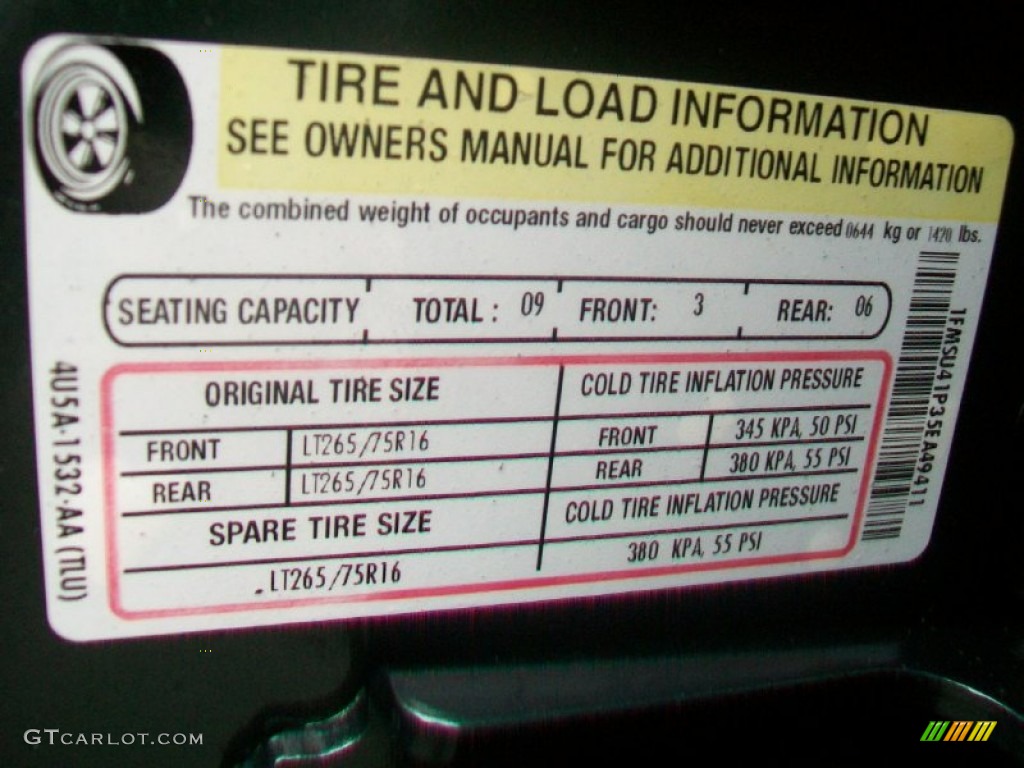 TIRE AND LOAD INFORMATION
SEE OWNERS MANUAL FOR ADDITIONAL INFORMATION
The combined weight of occupants and cargo should never exceed 0644 kg or 1420 lbs.
SEATING CAPACITY TOTAL : 09 FRONT: 3 REAR: 06
ORIGINAL TIRE SIZE COLD TIRE INFLATION PRESSURE
FRONT LT265/75R16 FRONT 345 KPA, 50 PSI
REAR LT265/75R16 REAR 380 KPA, 55 PSI
SPARE TIRE SIZE COLD TIRE INFLATION PRESSURE
LT265/75R16 380 KPA, 55 PSI
4U5A-1532-AA (TLU)
1FMSU41P35EA49411
GTCARLOT.COM